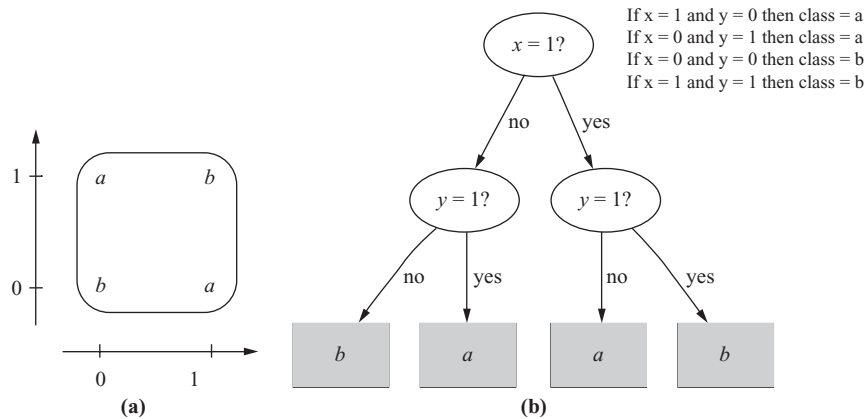 If x = 1 and y = 0 then class = a
If x = 0 and y = 1 then class = a
If x = 0 and y = 0 then class = b
If x = 1 and y = 1 then class = b
x = 1?
no yes
y = 1? y = 1?
no yes no yes
b a a b
(b)
1 a b
0 b a
0 1
(a)